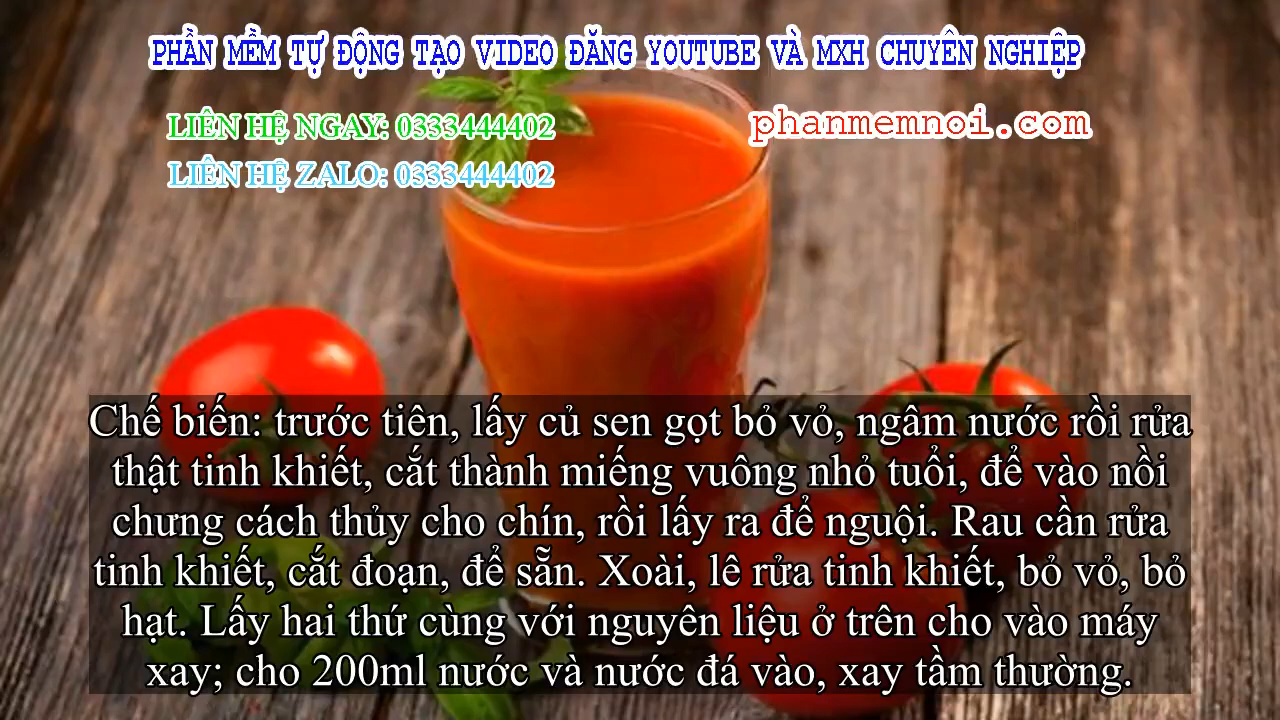 PHẦN MỀM TỰ ĐỘNG TẠO VIDEO ĐĂNG YOUTUBE VÀ MXH CHUYÊN NGHIỆP
LIÊN HỆ NGAY: 0333444402
phanmemnoi.com
LIÊN HỆ ZALO: 0333444402
Chế biến: trước tiên, lấy củ sen gọt bỏ vỏ, ngâm nước rồi rửa
thật tinh khiết, cắt thành miếng vuông nhỏ tuổi, để vào nồi
chưng cách thủy cho chín, rồi lấy ra để nguội. Rau cần rửa
tinh khiết, cắt đoạn, để sẵn. Xoài, lê rửa tinh khiết, bỏ vỏ, bỏ
hạt. Lấy hai thứ cùng với nguyên liệu ở trên cho vào máy
xay; cho 200ml nước và nước đá vào, xay tầm thường.